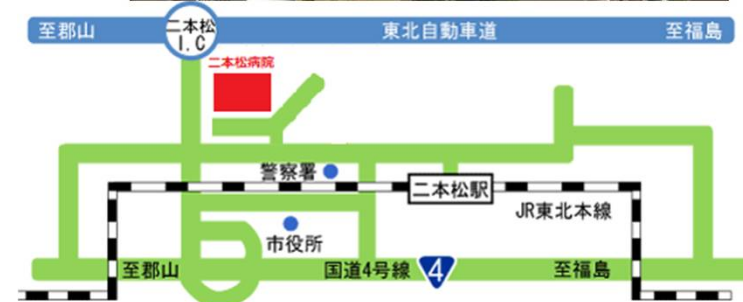 至郡山
二本松
I.C
東北自動車道
至福島
二本松病院
警察署
二本松駅
JR東北本線
市役所
至郡山
国道4号線
4
至福島